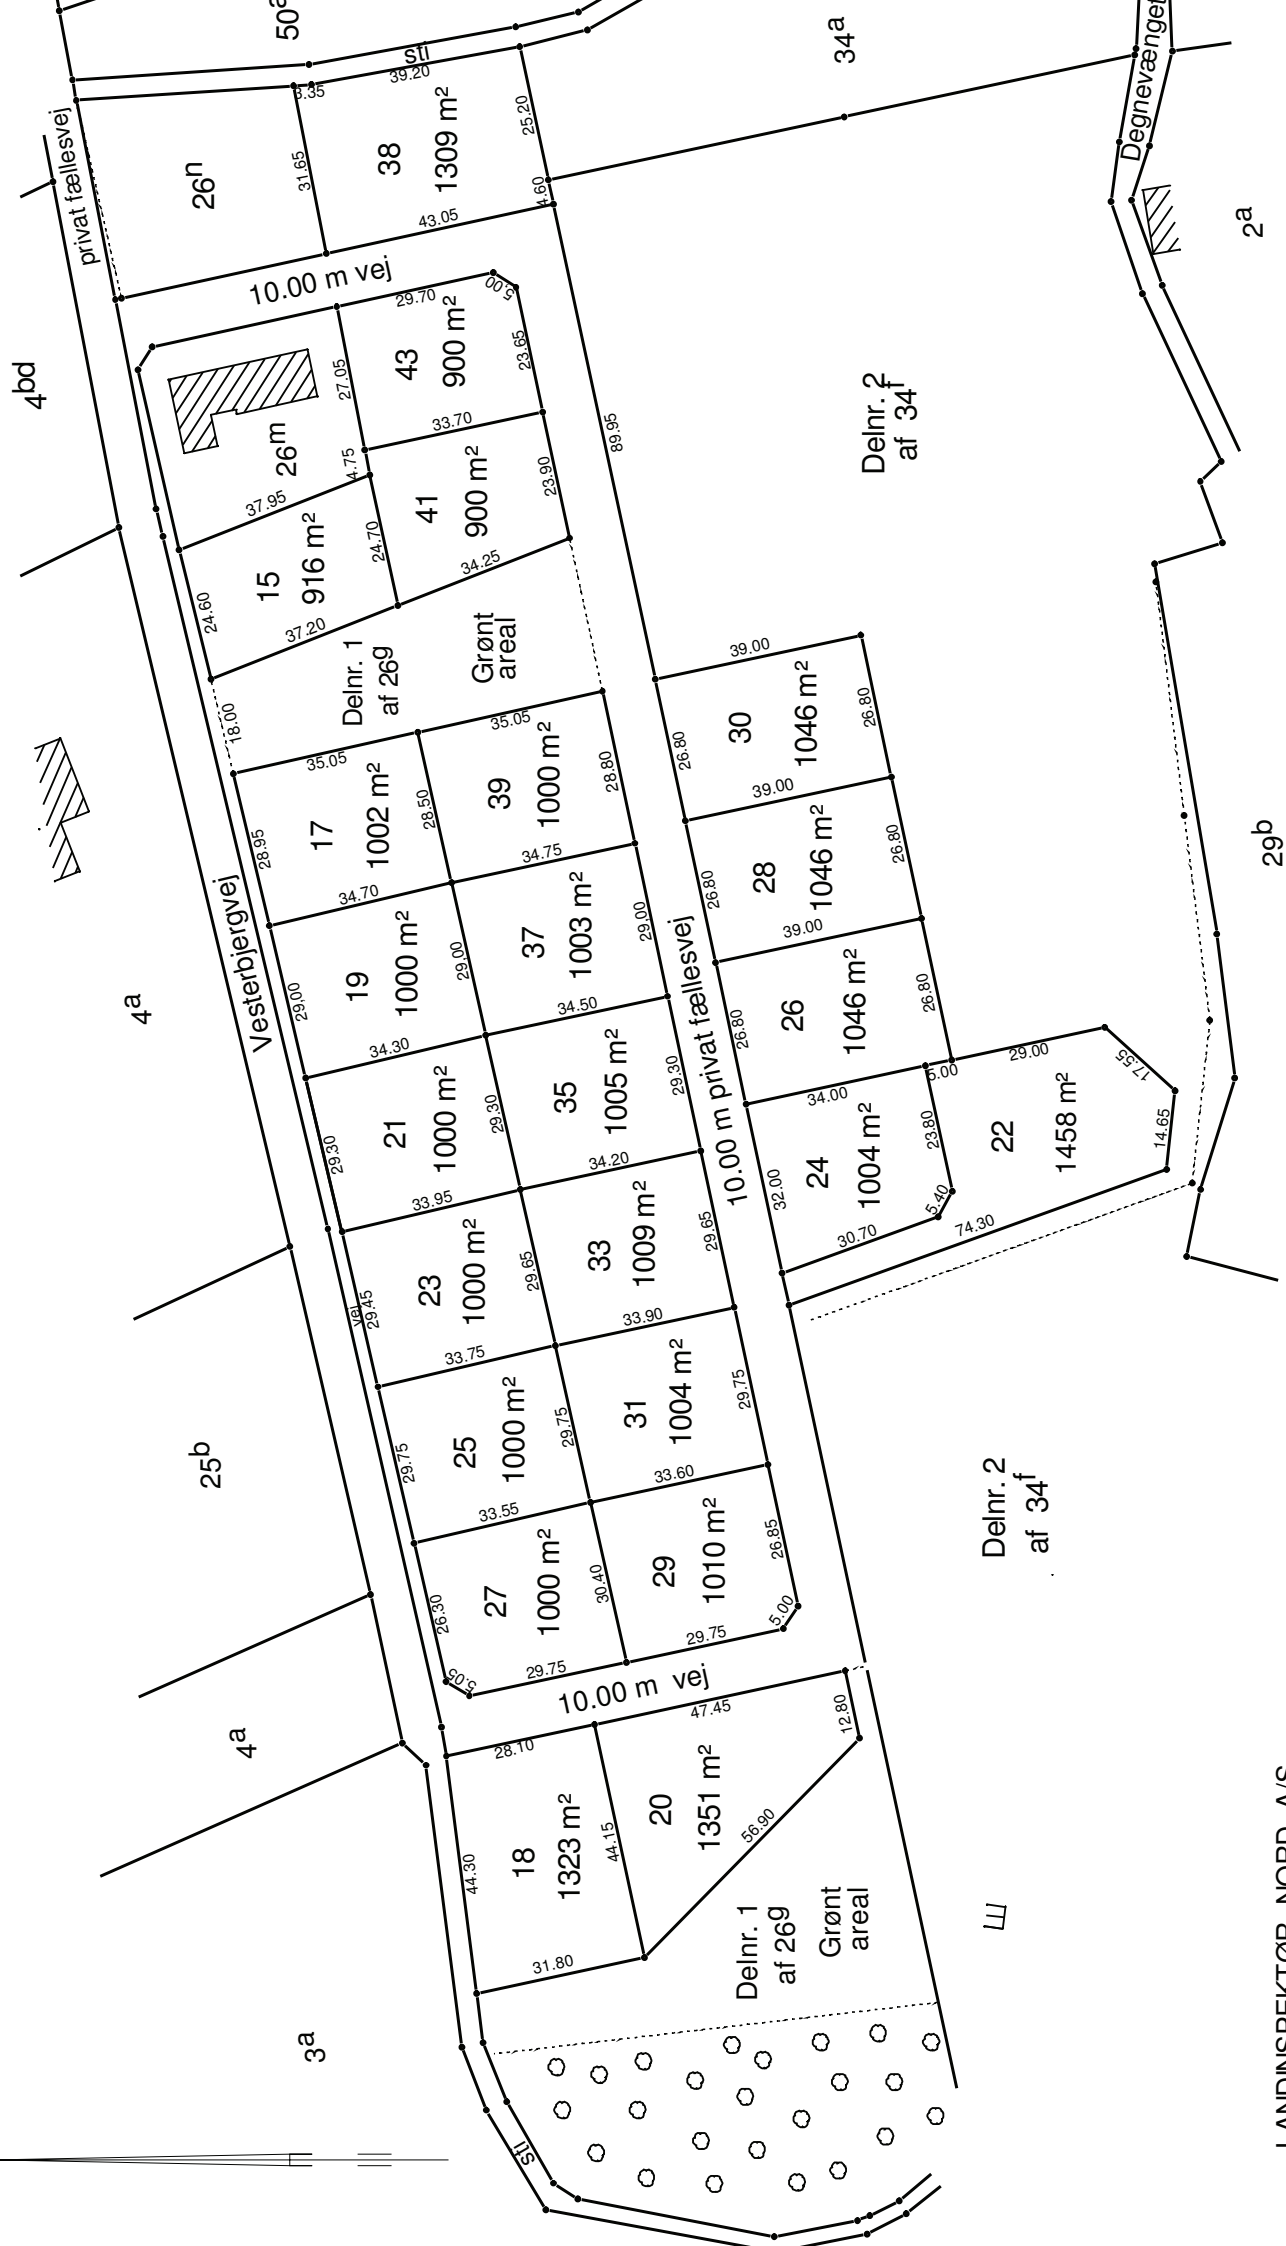 50a
sti
39.20
3.35
34a
Degnevænget
privat fællesvej
26n
31.65
38
1309 m²
25.20
4.60
43.05
2a
10.00 m vej
4bd
29.70
5.00
43
900 m²
23.65
27.05
26m
4.75
33.70
37.95
41
900 m²
23.90
89.95
Delnr. 2
af 34f
15
916 m²
24.60
24.70
34.25
37.20
Delnr. 1
af 26g
Grønt
areal
18.00
35.05
35.05
39.00
30
1046 m²
26.80
26.80
17
1002 m²
28.95
28.50
39
1000 m²
28.80
39.00
34.70
34.75
28
1046 m²
26.80
26.80
29b
Vesterbjergvej
4a
19
1000 m²
29.00
29.00
37
1003 m²
29.00
39.00
34.30
34.50
26
1046 m²
26.80
26.80
10.00 m privat fællesvej
21
1000 m²
29.30
29.30
35
1005 m²
29.30
34.00
5.00
29.00
17.55
24
1004 m²
32.00
23.80
5.40
30.70
22
1458 m²
14.65
74.30
33.95
34.20
23
1000 m²
vej
29.45
29.65
33
1009 m²
29.65
33.75
33.90
25b
25
1000 m²
29.75
29.75
31
1004 m²
29.75
33.55
33.60
Delnr. 2
af 34f
27
1000 m²
26.30
30.40
29
1010 m²
26.85
5.05
29.75
29.75
5.00
10.00 m vej
4a
28.10
47.45
12.80
18
1323 m²
44.30
44.15
20
1351 m²
56.90
31.80
Delnr. 1
af 26g
Grønt
areal
3a
sti
LANDINSPEKTØR NORD A/S